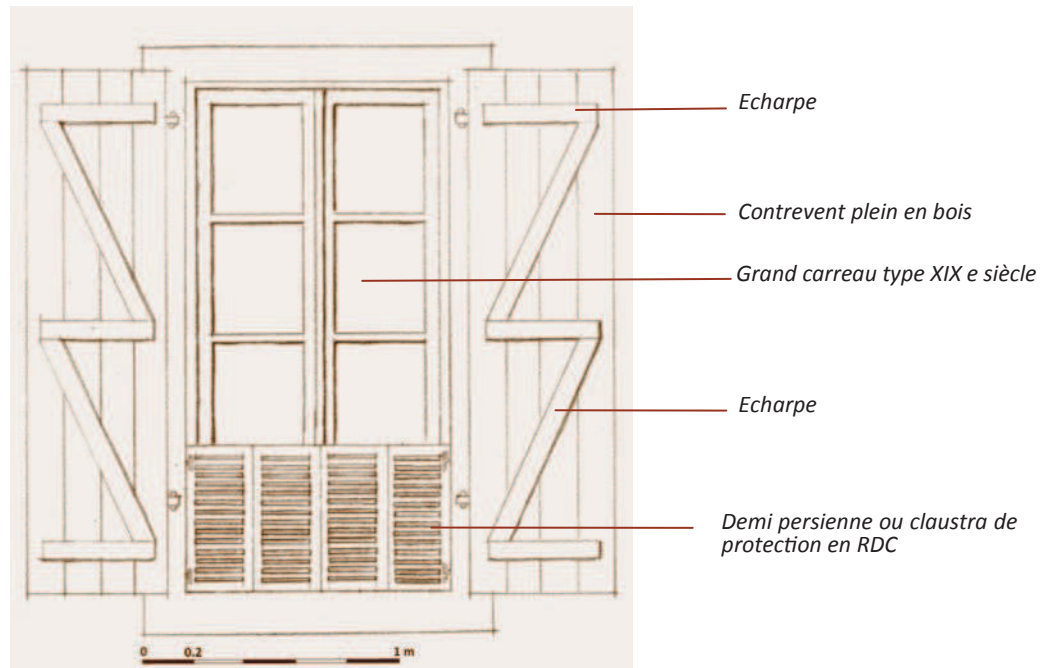 Echarpe
Contrevent plein en bois
Grand carreau type XIX e siècle
Echarpe
Demi persienne ou claustra de
protection en RDC
0 0.2 1 m